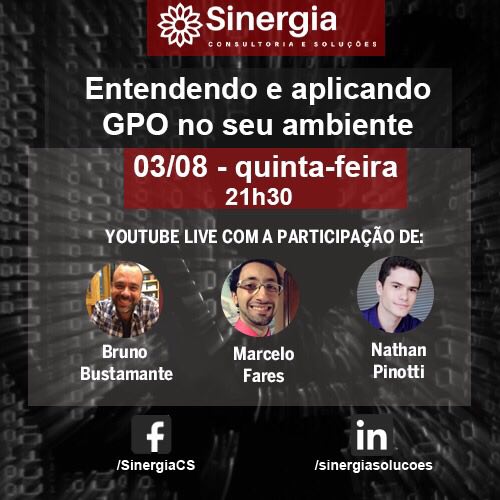 Sinergia
CONSULTORIA E SOLUÇÕES
Entendendo e aplicando
GPO no seu ambiente
03/08 - quinta-feira
21h30
YOUTUBE LIVE COM A PARTICIPAÇÃO DE:
Bruno
Bustamante
Marcelo
Fares
Nathan
Pinotti
/SinergiaCS
/sinergiasolucoes